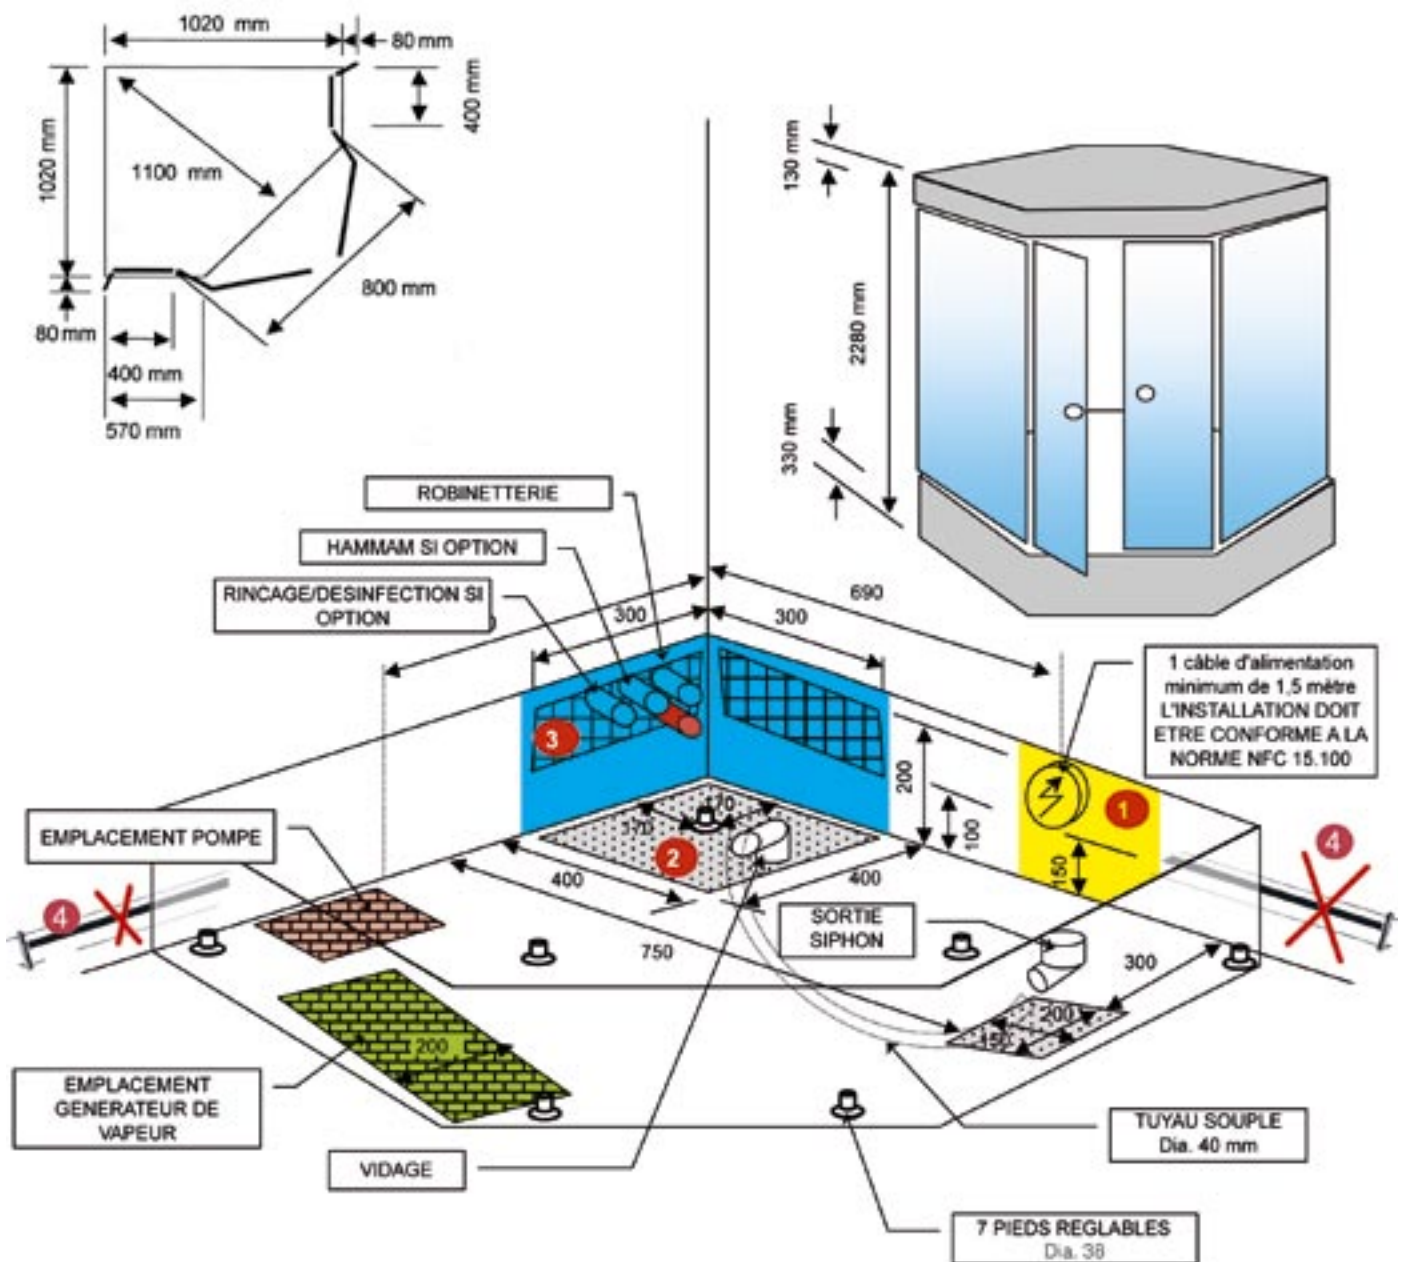 1020 mm
80 mm
400 mm
1020 mm
1100 mm
800 mm
80 mm
400 mm
570 mm
130 mm
2280 mm
330 mm
ROBINETTERIE
HAMMAM SI OPTION
RINCAGE/DESINFECTION SI
OPTION
300
300
690
1 câble d'alimentation
minimum de 1,5 mètre
L'INSTALLATION DOIT
ETRE CONFORME A LA
NORME NFC 15.100
3
200
100
1
150
4
EMPLACEMENT POMPE
4
170
170
2
400
400
SORTIE
SIPHON
750
300
200
150
200
EMPLACEMENT
GENERATEUR DE
VAPEUR
VIDAGE
TUYAU SOUPLE
Dia. 40 mm
7 PIEDS REGLABLES
Dia. 38